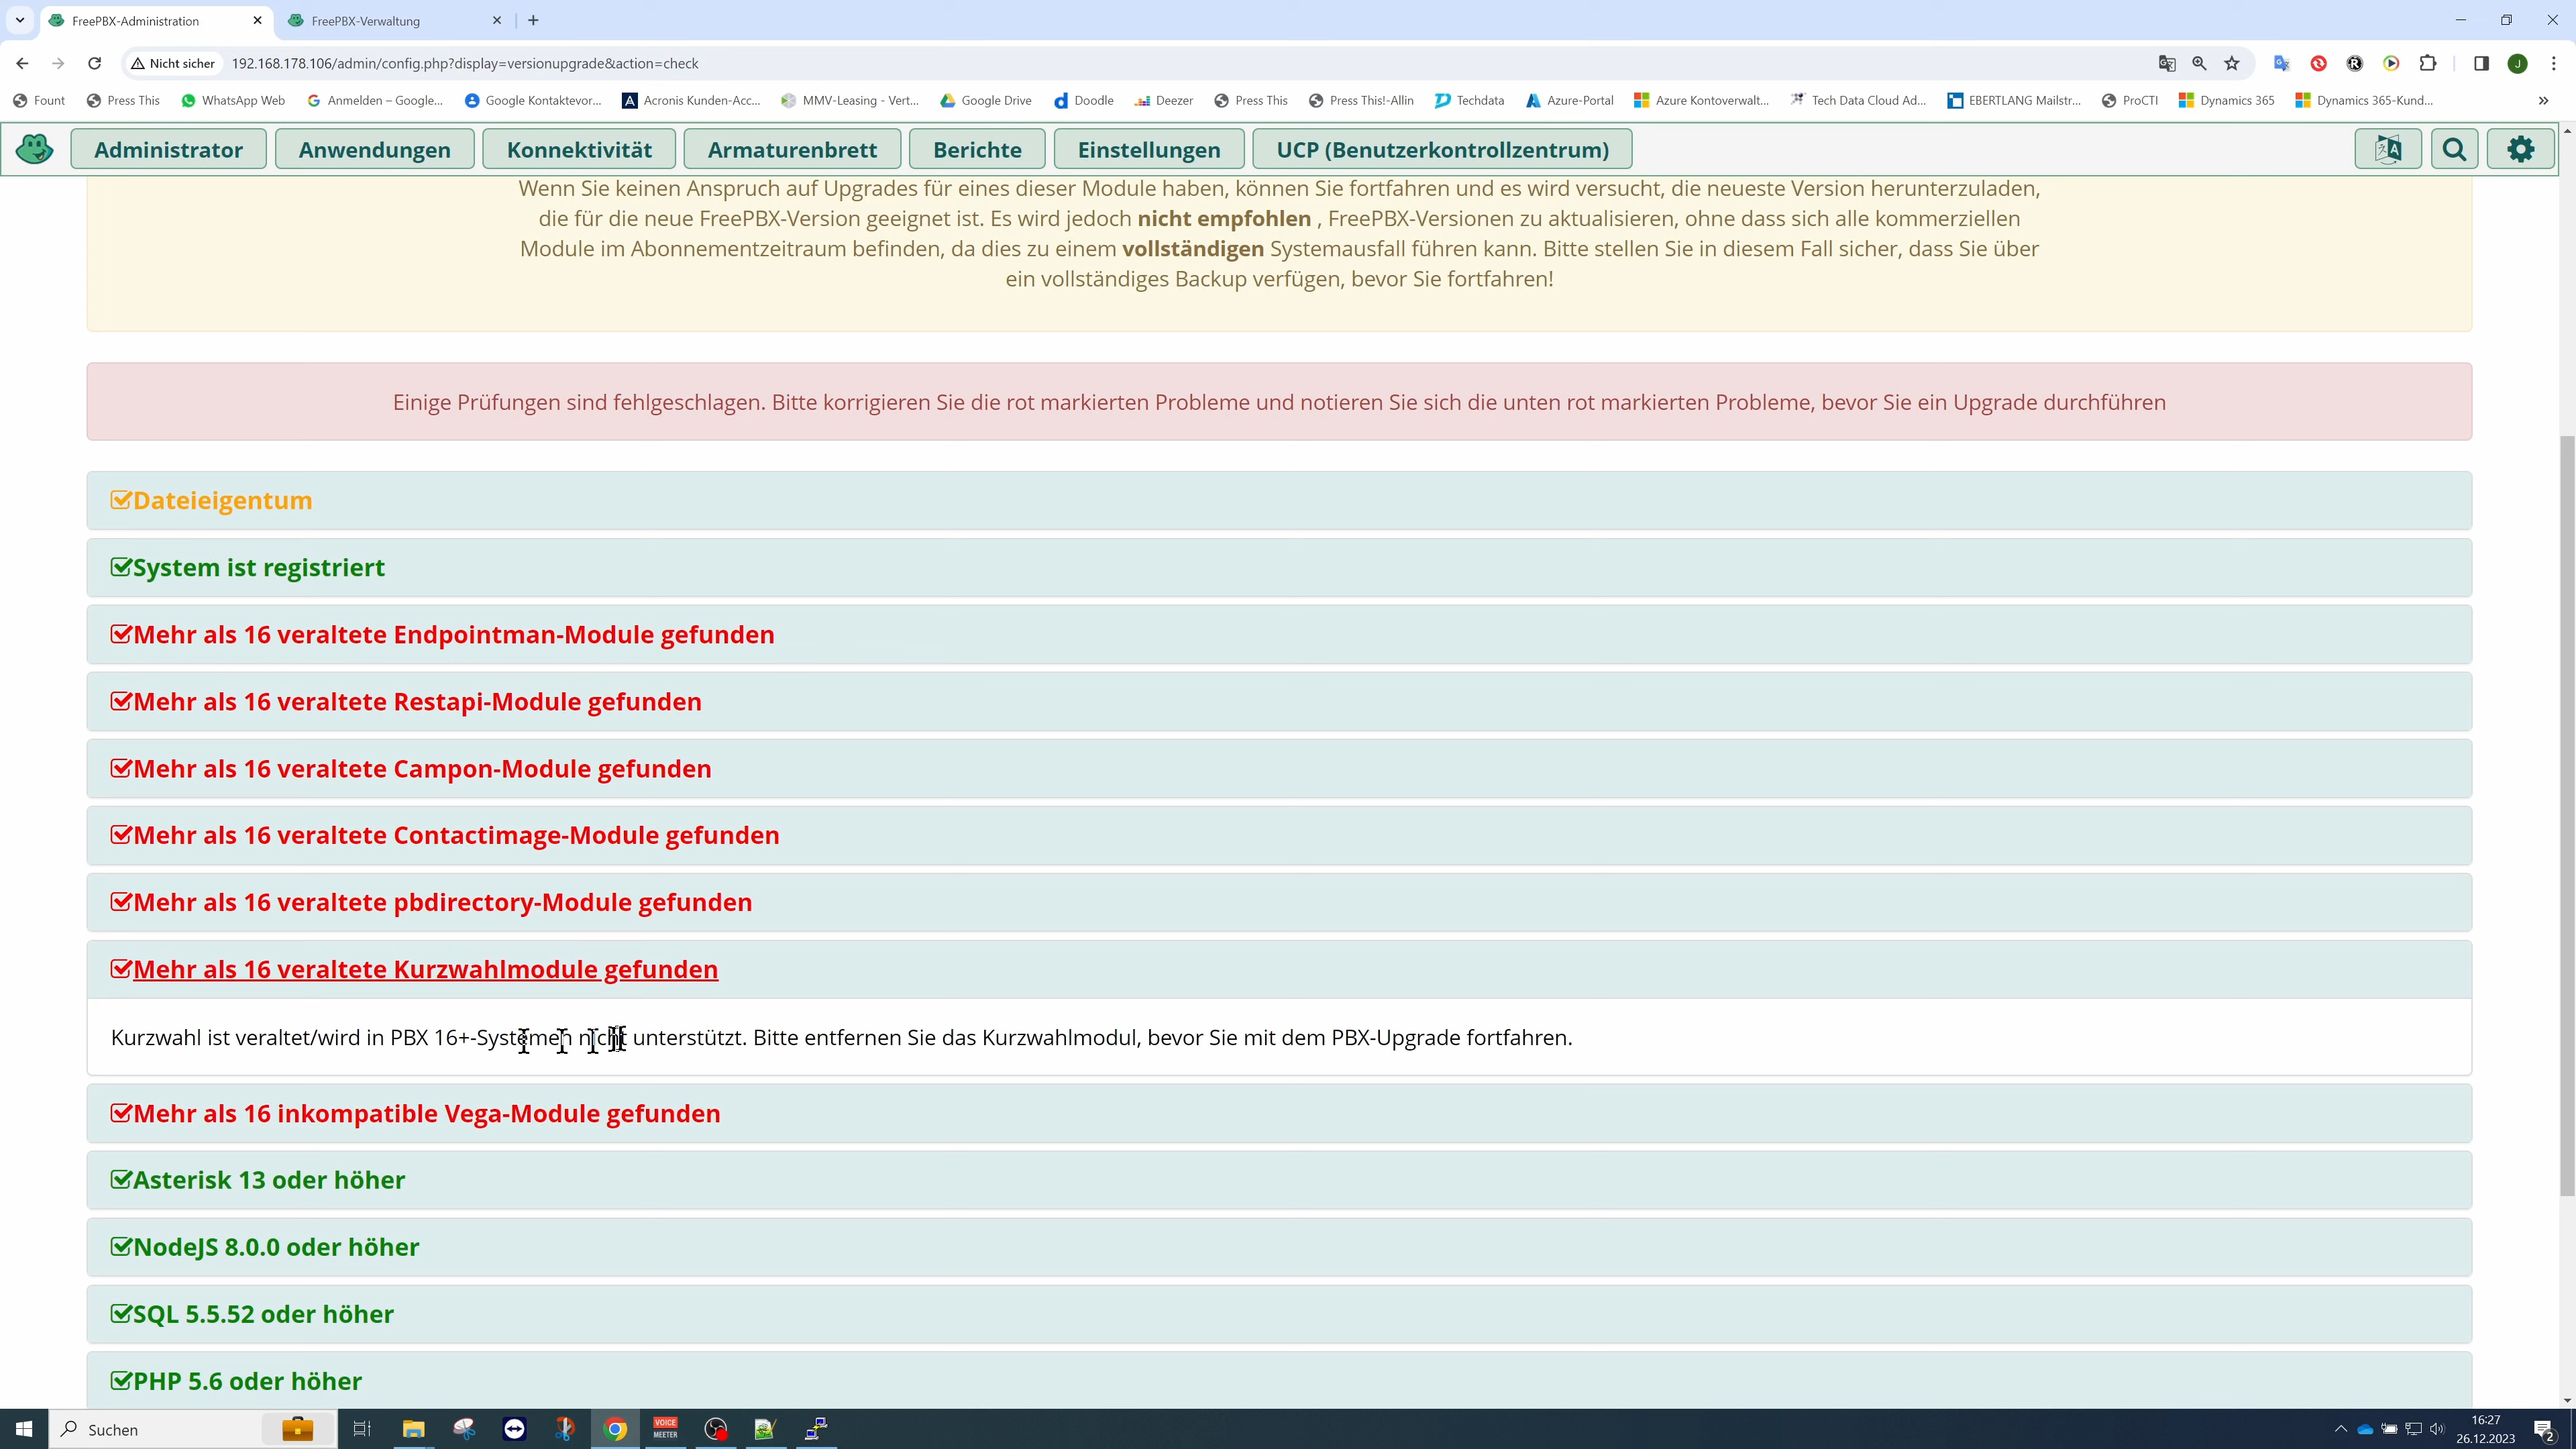 FreePBX-Administration
FreePBX-Verwaltung
Nicht sicher
192.168.178.106/admin/config.php?display=versionupgrade&action=check
J
Fount
Press This
WhatsApp Web
Anmelden – Google...
Google Kontaktevor...
Acronis Kunden-Acc...
MMV-Leasing - Vert...
Google Drive
Doodle
Deezer
Press This
Press This!-Allin
Techdata
Azure-Portal
Azure Kontoverwalt...
Tech Data Cloud Ad...
EBERTLANG Mailstr...
ProCTI
Dynamics 365
Dynamics 365-Kund...
Administrator
Anwendungen
Konnektivität
Armaturenbrett
Berichte
Einstellungen
UCP (Benutzerkontrollzentrum)
Wenn Sie keinen Anspruch auf Upgrades für eines dieser Module haben, können Sie fortfahren und es wird versucht, die neueste Version herunterzuladen,
die für die neue FreePBX-Version geeignet ist. Es wird jedoch nicht empfohlen , FreePBX-Versionen zu aktualisieren, ohne dass sich alle kommerziellen
Module im Abonnementzeitraum befinden, da dies zu einem vollständigen Systemausfall führen kann. Bitte stellen Sie in diesem Fall sicher, dass Sie über
ein vollständiges Backup verfügen, bevor Sie fortfahren!
Einige Prüfungen sind fehlgeschlagen. Bitte korrigieren Sie die rot markierten Probleme und notieren Sie sich die unten rot markierten Probleme, bevor Sie ein Upgrade durchführen
Dateieigentum
System ist registriert
Mehr als 16 veraltete Endpointman-Module gefunden
Mehr als 16 veraltete Restapi-Module gefunden
Mehr als 16 veraltete Campon-Module gefunden
Mehr als 16 veraltete Contactimage-Module gefunden
Mehr als 16 veraltete pbdirectory-Module gefunden
Mehr als 16 veraltete Kurzwahlmodule gefunden
Kurzwahl ist veraltet/wird in PBX 16+-Systemen nicht unterstützt. Bitte entfernen Sie das Kurzwahlmodul, bevor Sie mit dem PBX-Upgrade fortfahren.
Mehr als 16 inkompatible Vega-Module gefunden
Asterisk 13 oder höher
NodeJS 8.0.0 oder höher
SQL 5.5.52 oder höher
PHP 5.6 oder höher
Suchen
VOICE
MEETER
16:27
26.12.2023
2